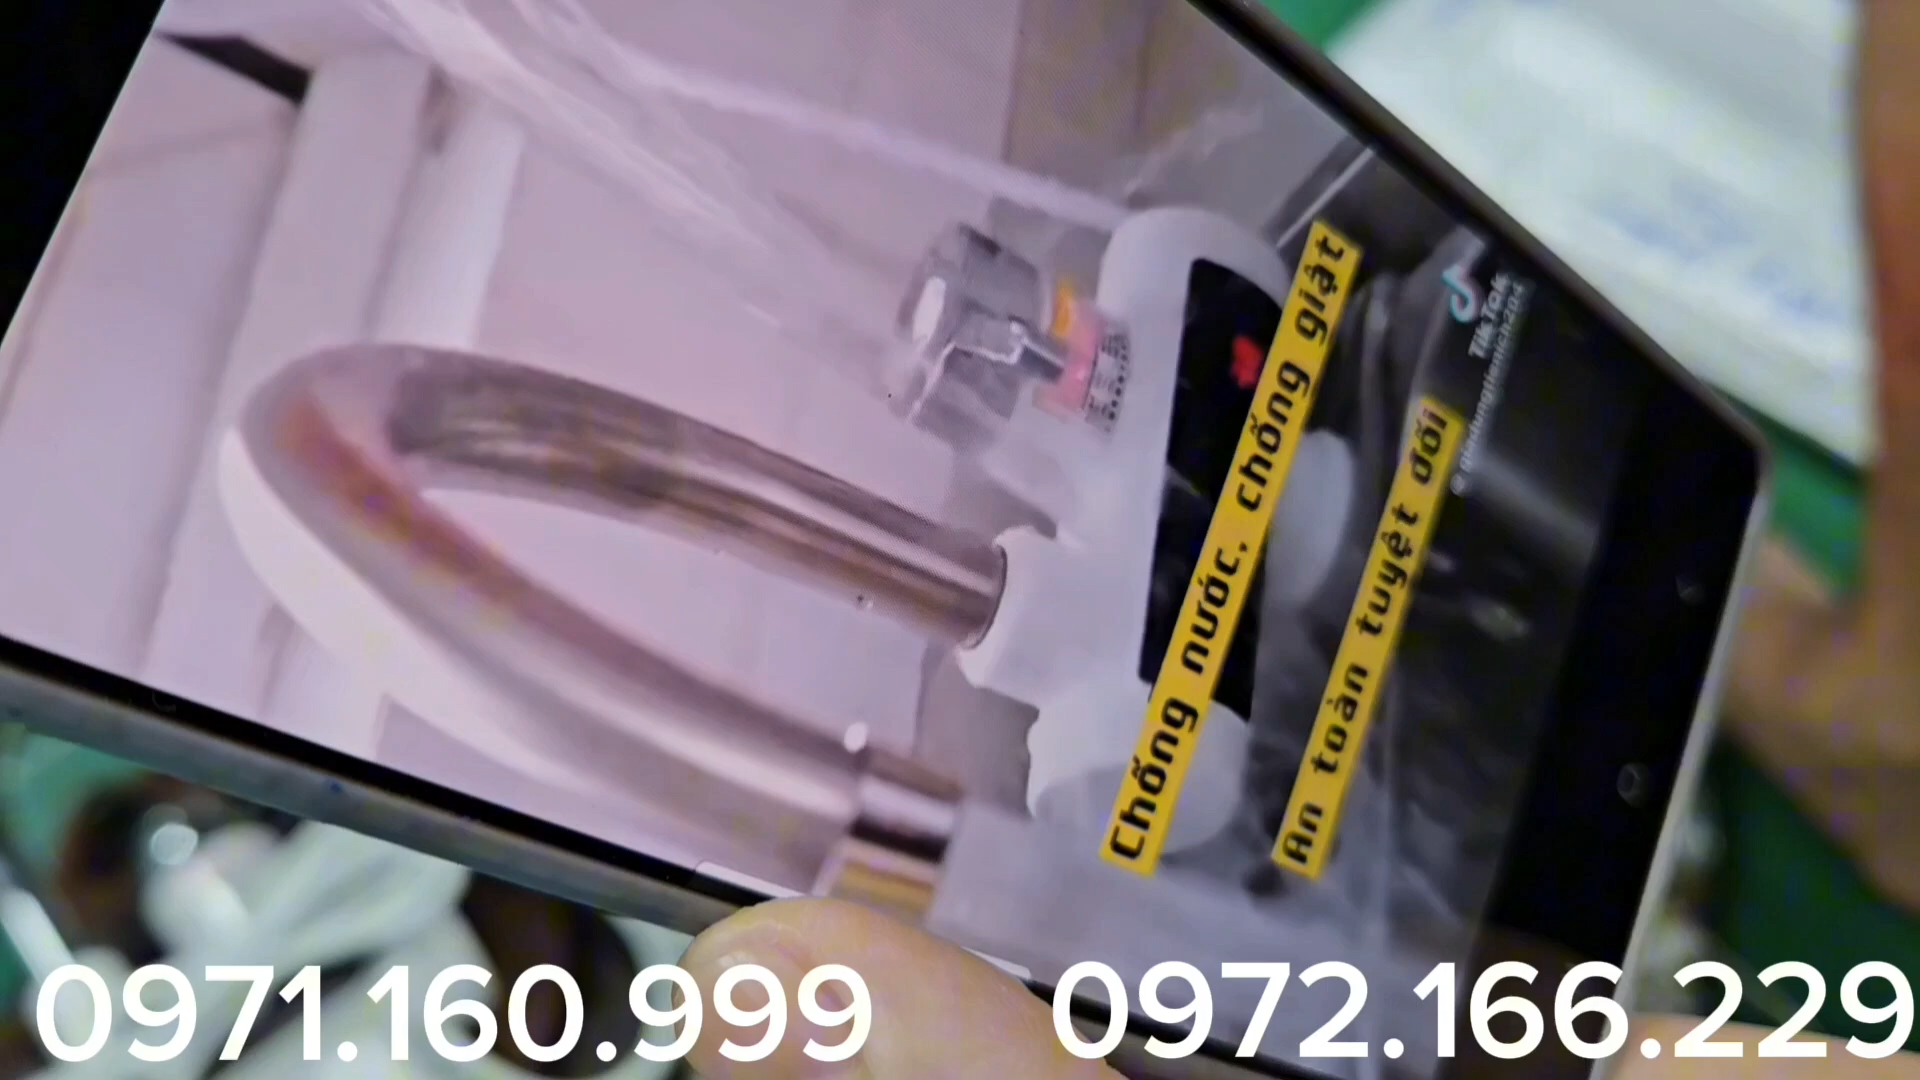 Chống nước, chống giật
An toàn tuyệt đối
TikTok
0971.160.999
0972.166.229